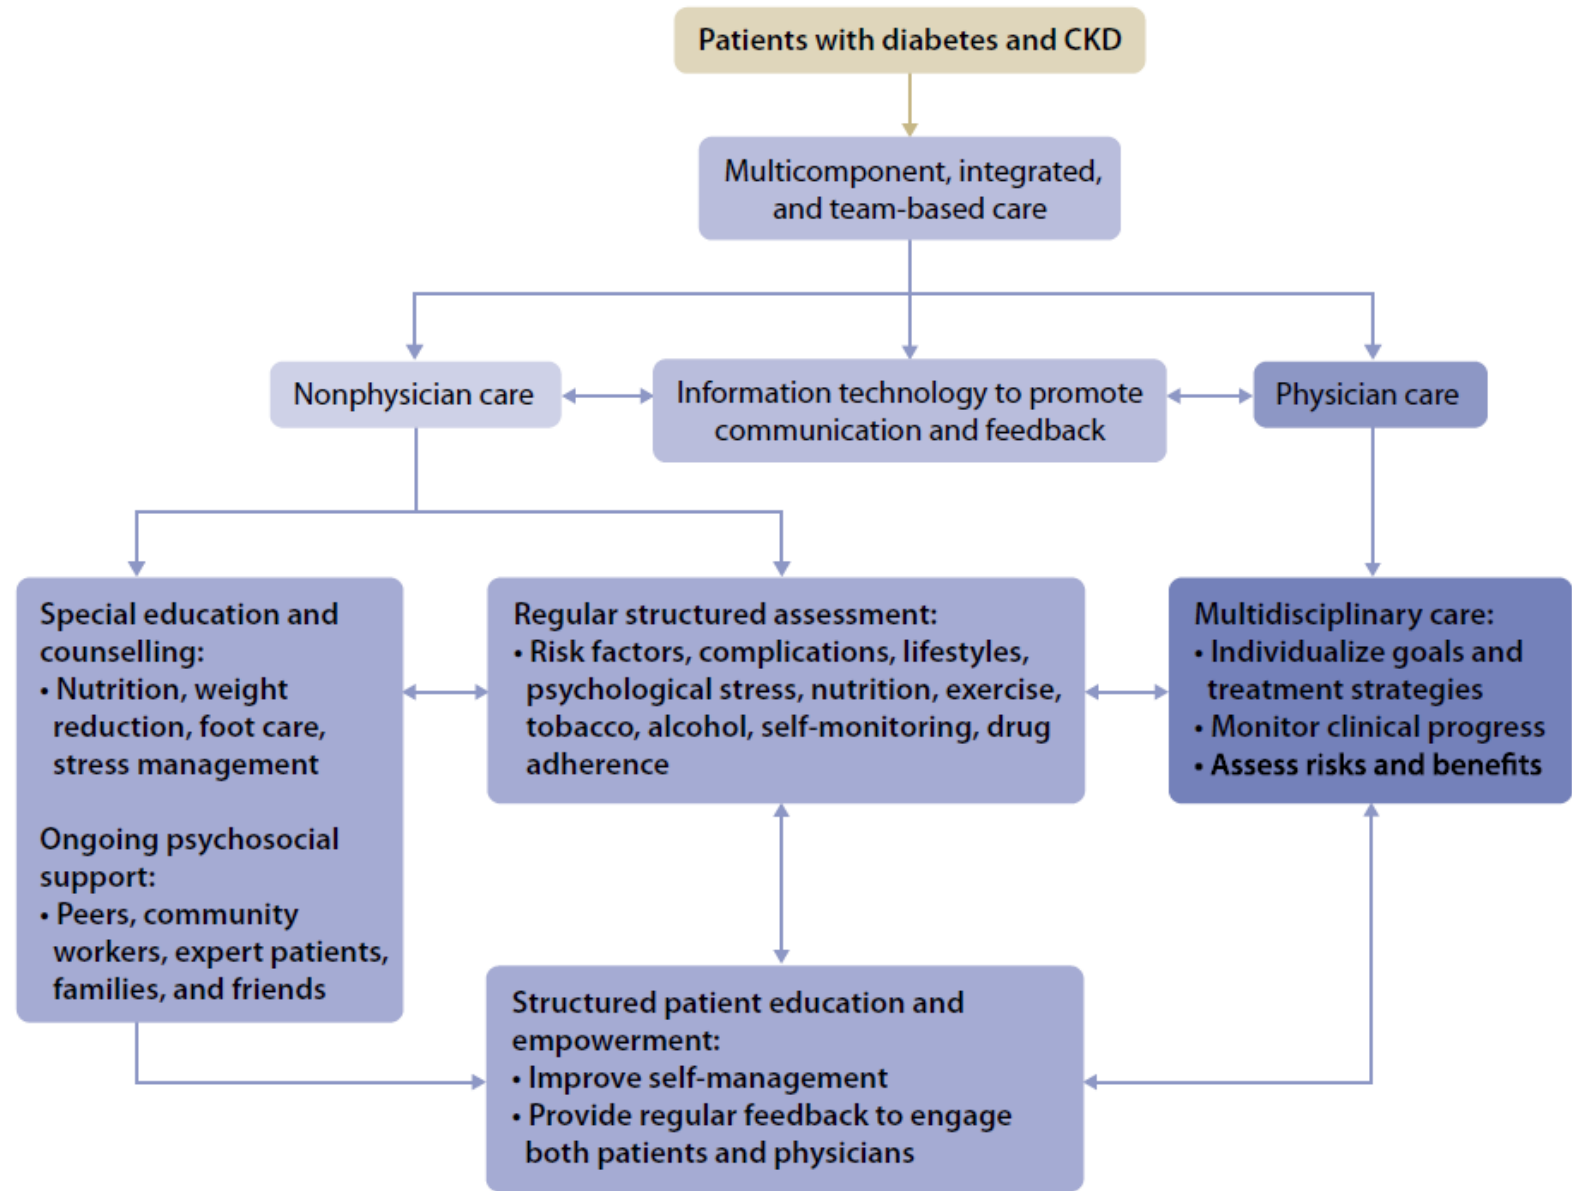 Patients with diabetes and CKD
Multicomponent, integrated,
and team-based care
Nonphysician care
Information technology to promote
communication and feedback
Physician care
Special education and
counselling:
• Nutrition, weight
reduction, foot care,
stress management
Ongoing psychosocial
support:
• Peers, community
workers, expert patients,
families, and friends
Regular structured assessment:
• Risk factors, complications, lifestyles,
psychological stress, nutrition, exercise,
tobacco, alcohol, self-monitoring, drug
adherence
Multidisciplinary care:
• Individualize goals and
treatment strategies
• Monitor clinical progress
• Assess risks and benefits
Structured patient education and
empowerment:
• Improve self-management
• Provide regular feedback to engage
both patients and physicians